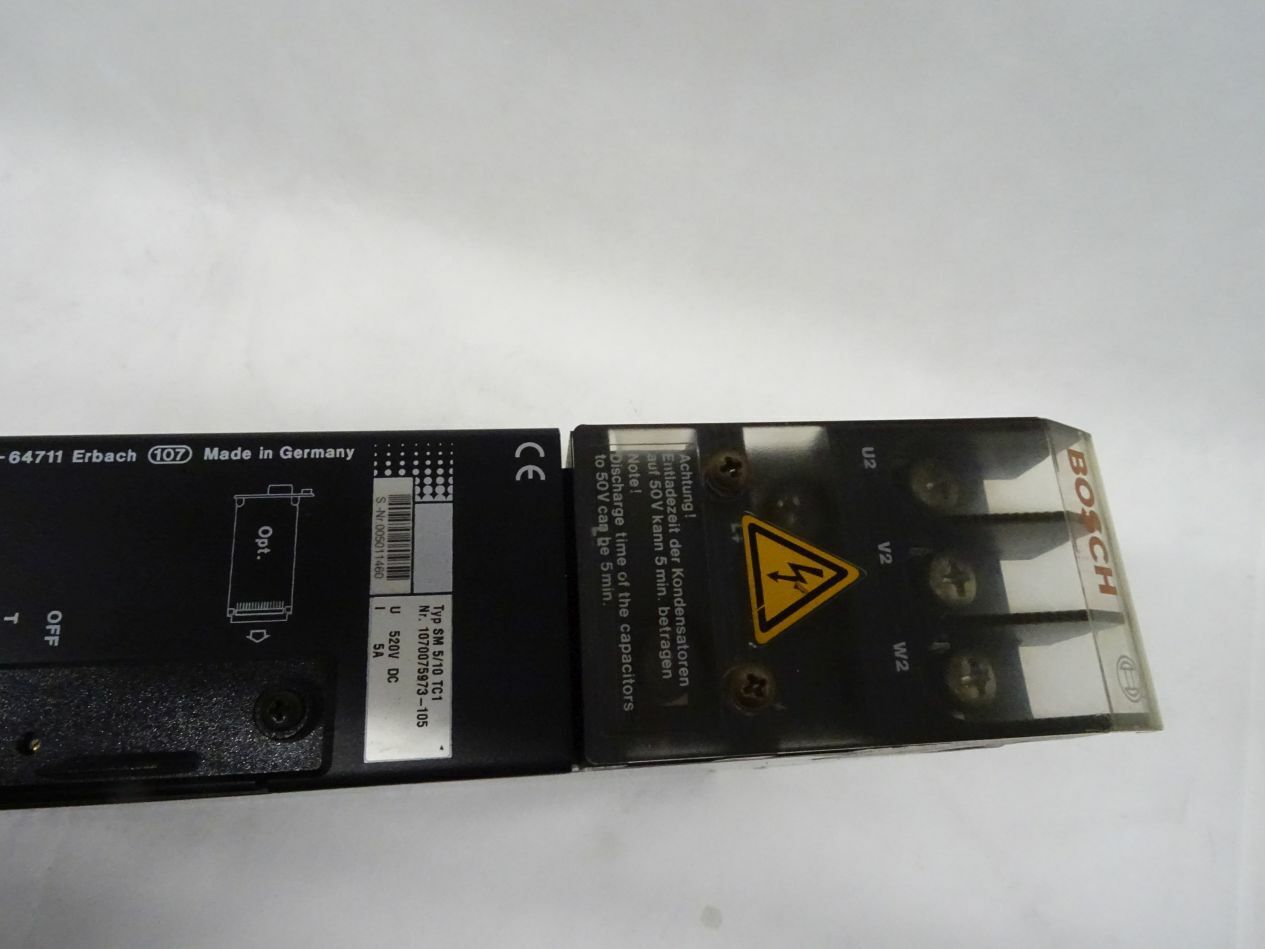 -64711 Erbach 107 Made in Germany
CE
Opt.
OFF
T
S.-Nr 005011460
Typ SM 5/10 TC1
Nr. 1070075973-105
U 520V DC
I 5A
Achtung!
Entladezeit der Kondensatoren
auf 50V kann 5 min. betragen
Note!
Discharge time of the capacitors
to 50V can be 5 min.
L+
U2
V2
W2
BOSCH